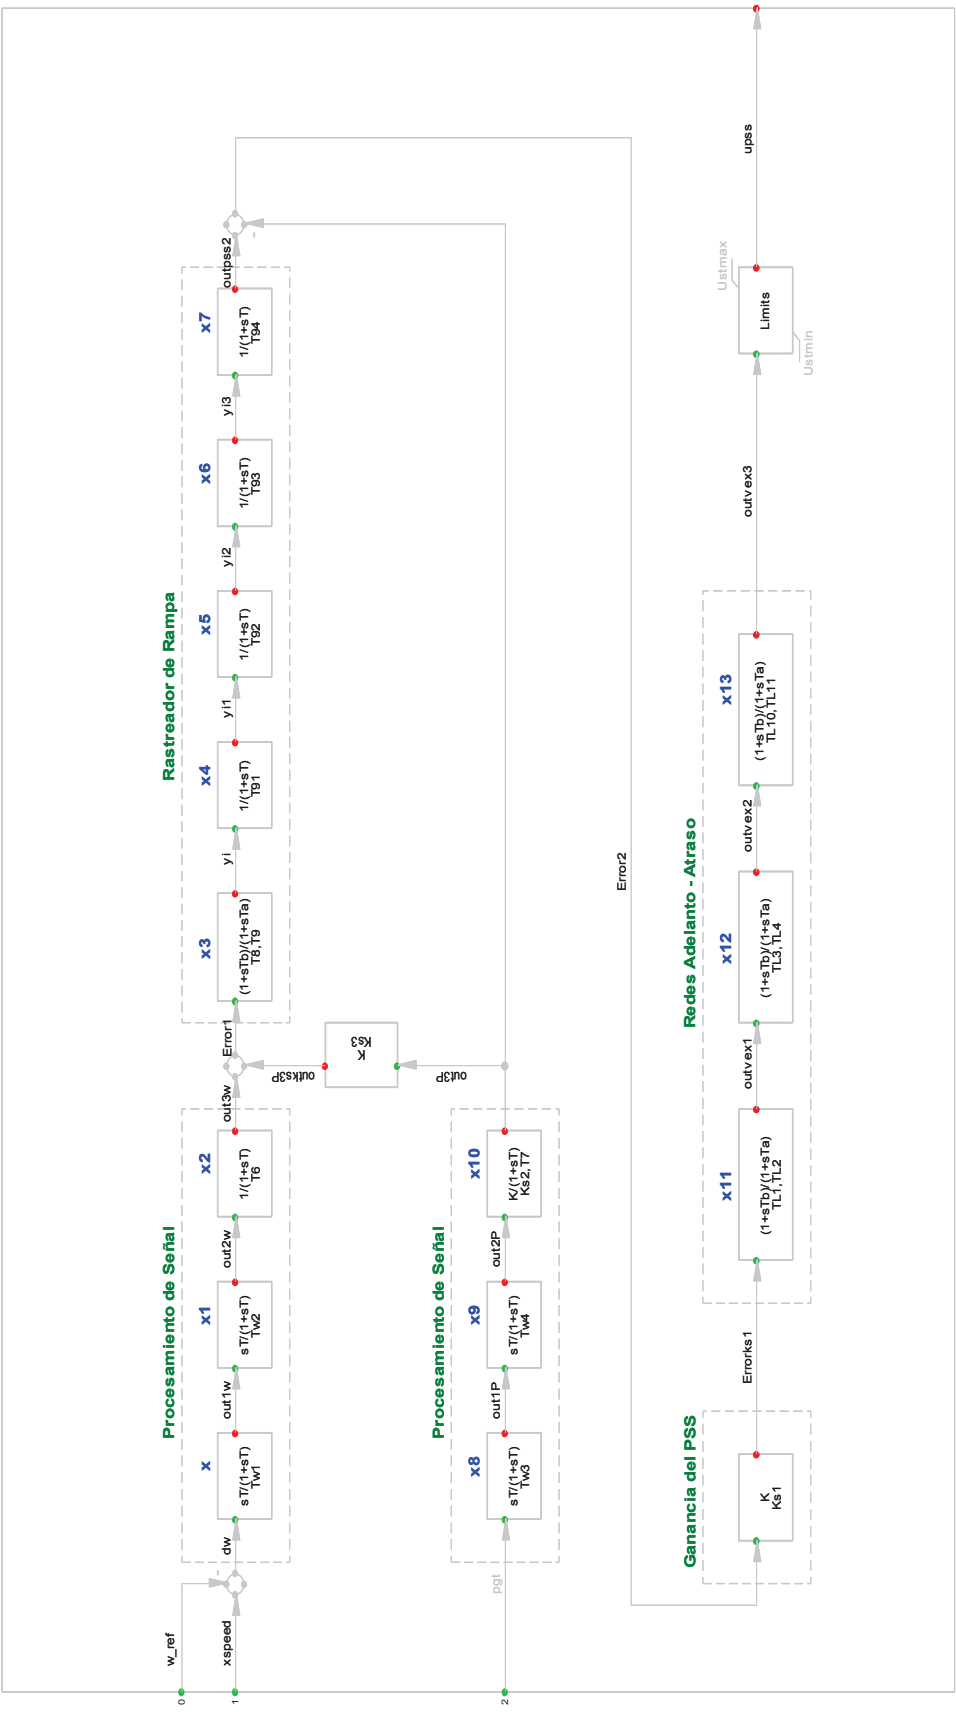 Procesamiento de Señal
w_ref
0
xspeed
1
-
dw
x
sT/(1+sT)
Tw1
out1w
x1
sT/(1+sT)
Tw2
out2w
x2
1/(1+sT)
T6
out3w
Error1
Rastreador de Rampa
x3
(1+sTb)/(1+sTa)
T8,T9
yi
x4
1/(1+sT)
T91
yi1
x5
1/(1+sT)
T92
yi2
x6
1/(1+sT)
T93
yi3
x7
1/(1+sT)
T94
outpss2
-
outks3P
K
Ks3
out3P
Procesamiento de Señal
2
pgt
x8
sT/(1+sT)
Tw3
out1P
x9
sT/(1+sT)
Tw4
out2P
x10
K/(1+sT)
Ks2,T7
Error2
Ganancia del PSS
K
Ks1
Errorks1
Redes Adelanto - Atraso
x11
(1+sTb)/(1+sTa)
TL1,TL2
outvex1
x12
(1+sTb)/(1+sTa)
TL3,TL4
outvex2
x13
(1+sTb)/(1+sTa)
TL10,TL11
outvex3
Ustmax
Limits
Ustmin
upss